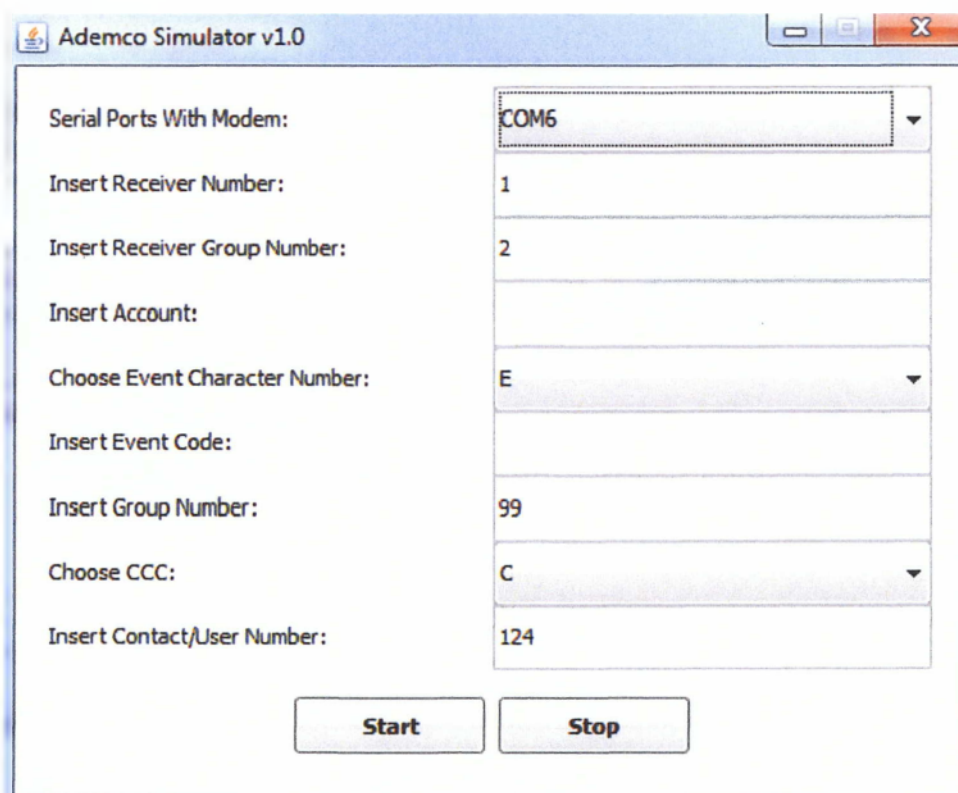 Ademco Simulator v1.0
Serial Ports With Modem: COM6
Insert Receiver Number: 1
Insert Receiver Group Number: 2
Insert Account:
Choose Event Character Number: E
Insert Event Code:
Insert Group Number: 99
Choose CCC: C
Insert Contact/User Number: 124
Start Stop